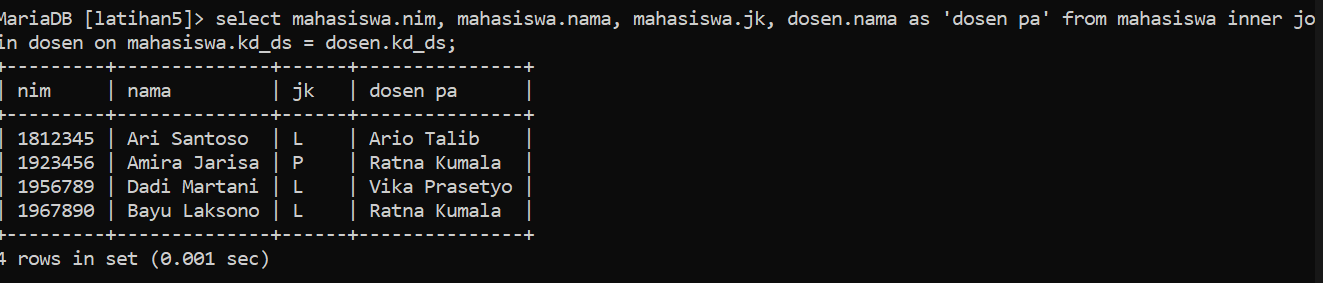 MariaDB [latihan5]> select mahasiswa.nim, mahasiswa.nama, mahasiswa.jk, dosen.nama as 'dosen pa' from mahasiswa inner jo
in dosen on mahasiswa.kd_ds = dosen.kd_ds;
+---------+--------------+------+---------------+
| nim     | nama         | jk   | dosen pa      |
+---------+--------------+------+---------------+
| 1812345 | Ari Santoso  | L    | Ario Talib    |
| 1923456 | Amira Jarisa | P    | Ratna Kumala  |
| 1956789 | Dadi Martani | L    | Vika Prasetyo |
| 1967890 | Bayu Laksono | L    | Ratna Kumala  |
+---------+--------------+------+---------------+
4 rows in set (0.001 sec)